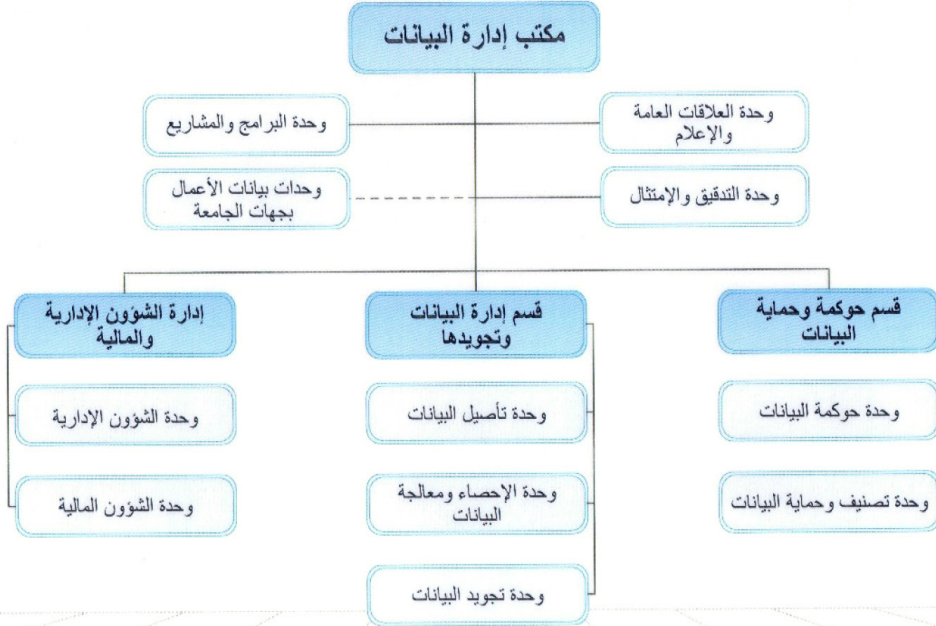 مكتب إدارة البيانات
وحدة العلاقات العامة
والإعلام
وحدة البرامج والمشاريع
وحدة التدقيق والإمتثال
وحدات بيانات الأعمال
بجهات الجامعة
قسم حوكمة وحماية
البيانات
وحدة حوكمة البيانات
وحدة تصنيف وحماية البيانات
قسم إدارة البيانات
وتجويدها
وحدة تأصيل البيانات
وحدة الإحصاء ومعالجة
البيانات
وحدة تجويد البيانات
إدارة الشؤون الإدارية
والمالية
وحدة الشؤون الإدارية
وحدة الشؤون المالية